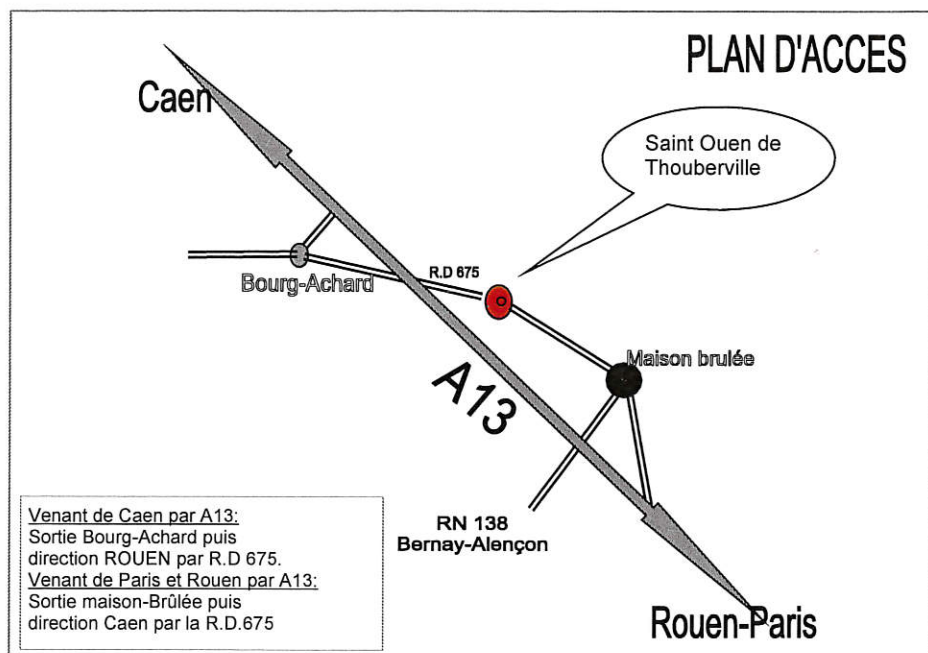 PLAN D'ACCES
Caen
Saint Ouen de
Thouberville
R.D 675
Bourg-Achard
Maison brulée
A13
RN 138
Bernay-Alençon
Rouen-Paris
Venant de Caen par A13:
Sortie Bourg-Achard puis
direction ROUEN par R.D 675.
Venant de Paris et Rouen par A13:
Sortie maison-Brûlée puis
direction Caen par la R.D.675